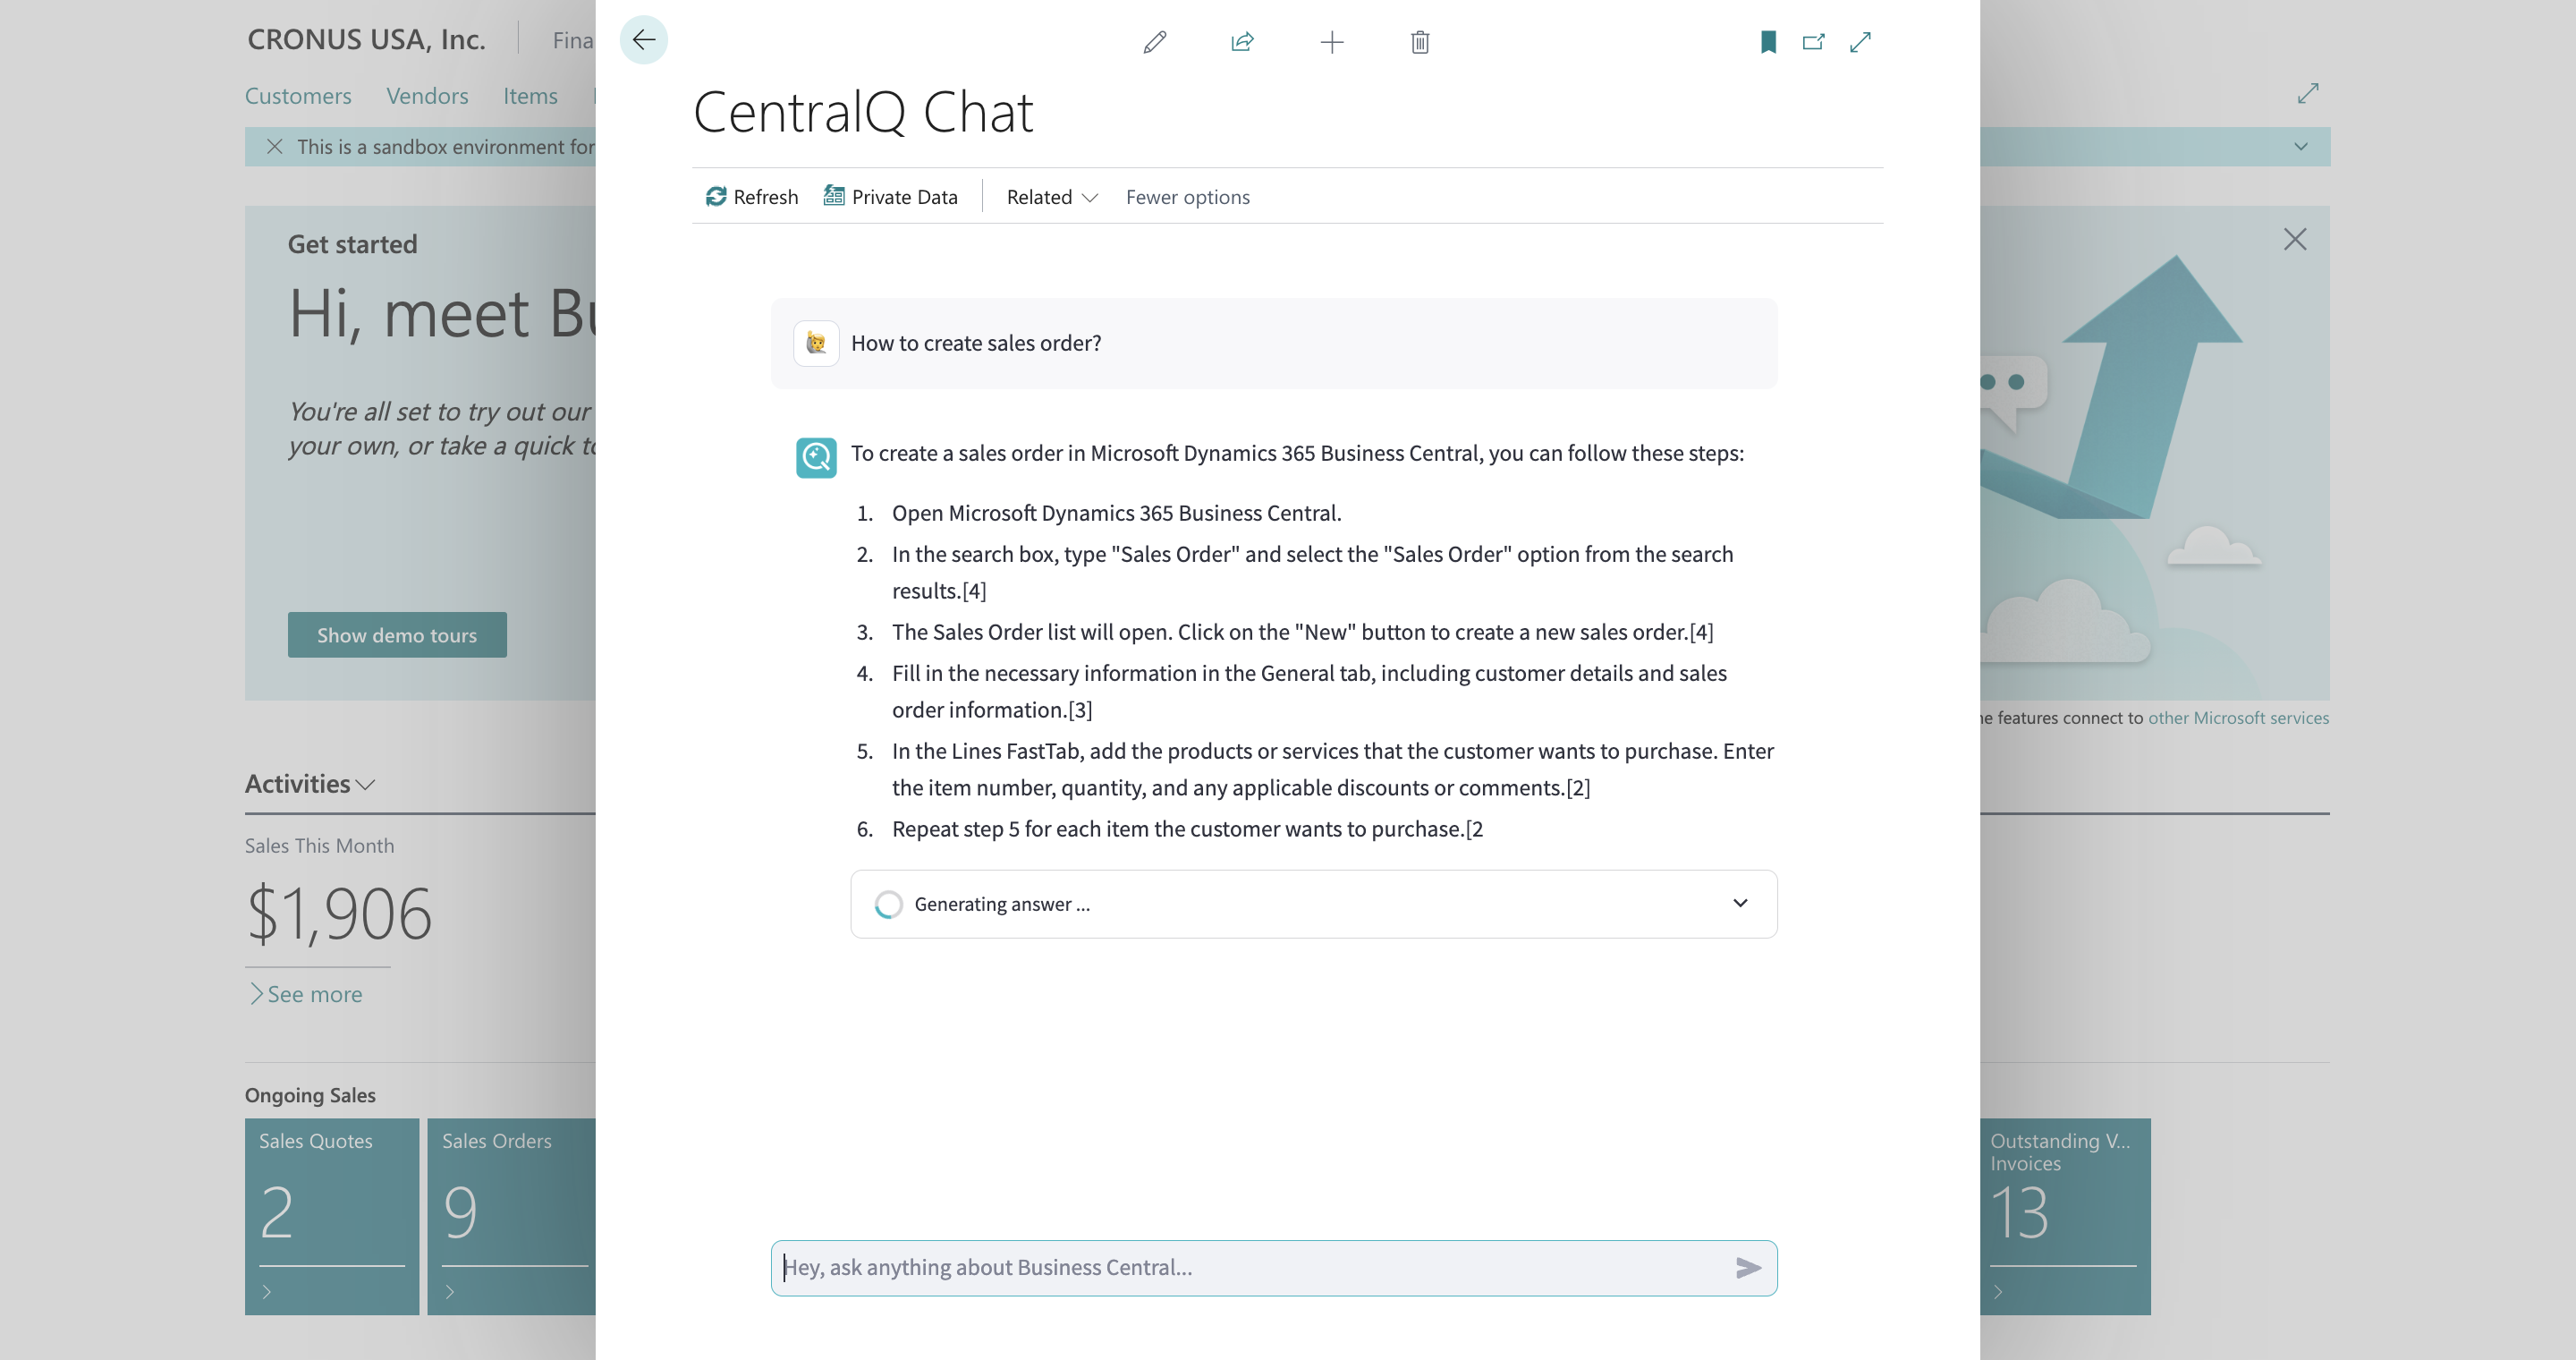 CRONUS USA, Inc.
Customers
Vendors
Items
This is a sandbox environment for
Get started
Hi, meet
You're all set to try out our
your own, or take a quick
Show demo tours
Activities
Sales This Month
$1,906
See more
Ongoing Sales
Sales Quotes
2
Sales Orders
9
CentralQ Chat
Refresh
Private Data
Related
Fewer options
How to create sales order?
To create a sales order in Microsoft Dynamics 365 Business Central, you can follow these steps:
1. Open Microsoft Dynamics 365 Business Central.
2. In the search box, type "Sales Order" and select the "Sales Order" option from the search
results.[4]
3. The Sales Order list will open. Click on the "New" button to create a new sales order.[4]
4. Fill in the necessary information in the General tab, including customer details and sales
order information.[3]
5. In the Lines FastTab, add the products or services that the customer wants to purchase. Enter
the item number, quantity, and any applicable discounts or comments.[2]
6. Repeat step 5 for each item the customer wants to purchase.[2
Generating answer ...
Hey, ask anything about Business Central...
features connect to other Microsoft services
Outstanding V...
Invoices
13